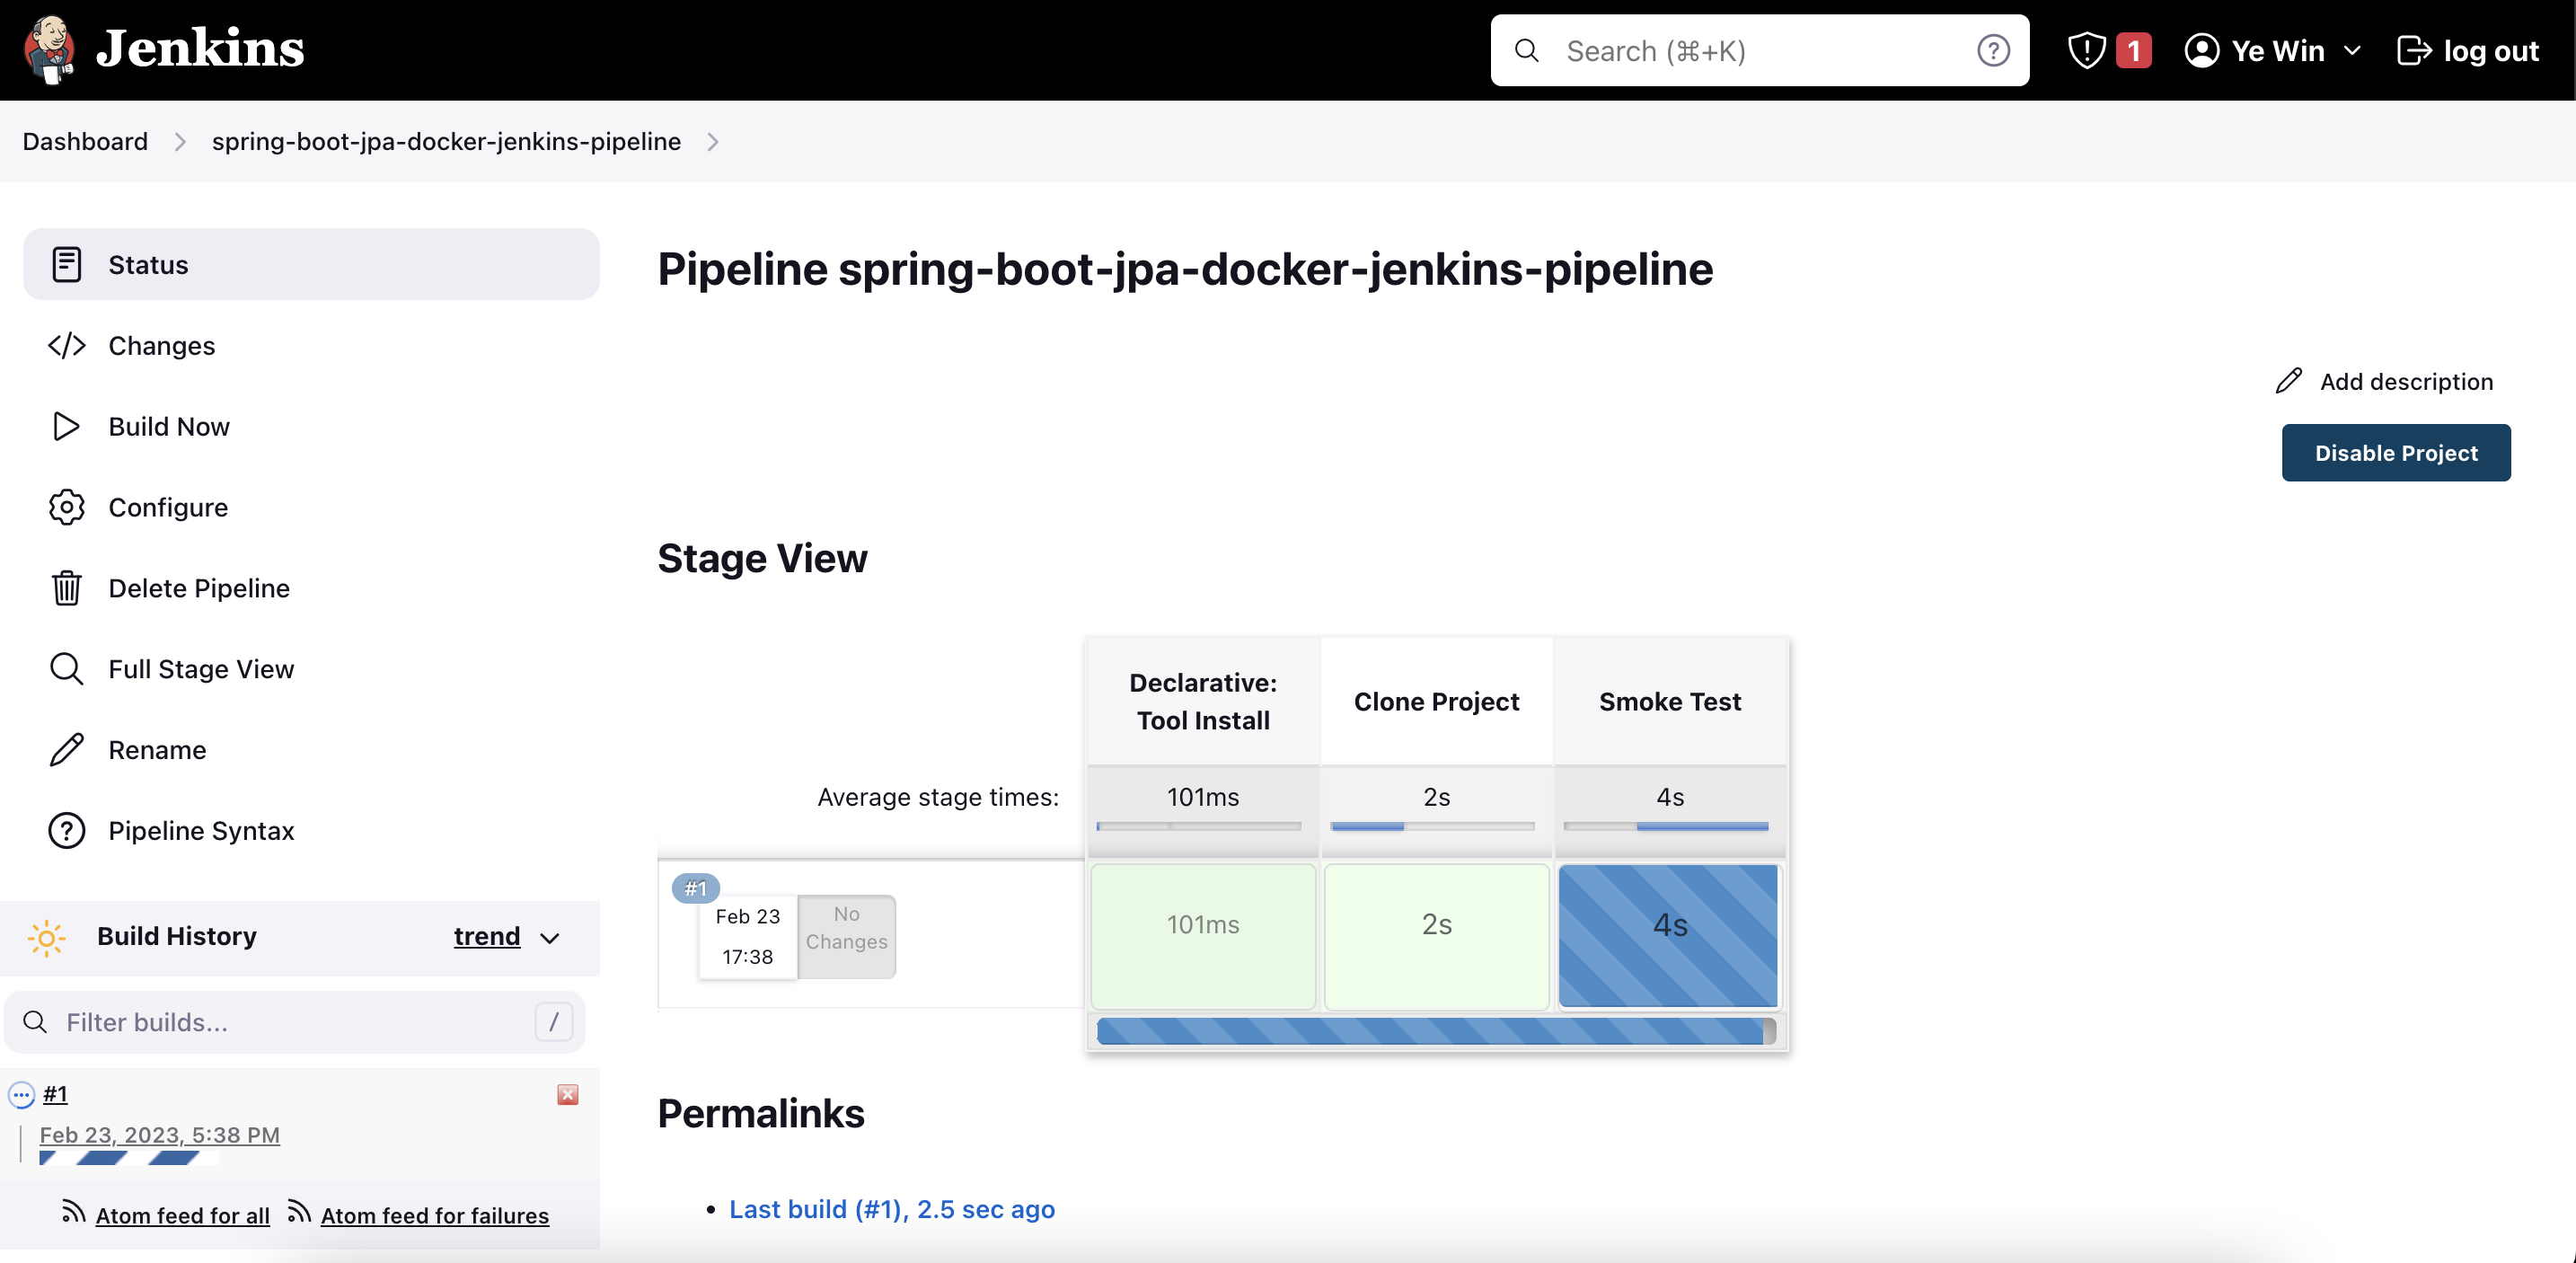 Jenkins
Search (⌘+K)
1
Ye Win
log out
Dashboard
spring-boot-jpa-docker-jenkins-pipeline
Status
Changes
Build Now
Configure
Delete Pipeline
Full Stage View
Rename
Pipeline Syntax
Build History
trend
Filter builds...
/
#1
Feb 23, 2023, 5:38 PM
Atom feed for all
Atom feed for failures
Pipeline spring-boot-jpa-docker-jenkins-pipeline
Add description
Disable Project
Stage View
Declarative:
Tool Install
Clone Project
Smoke Test
Average stage times:
101ms
2s
4s
#1
Feb 23
17:38
No
Changes
101ms
2s
4s
Permalinks
Last build (#1), 2.5 sec ago